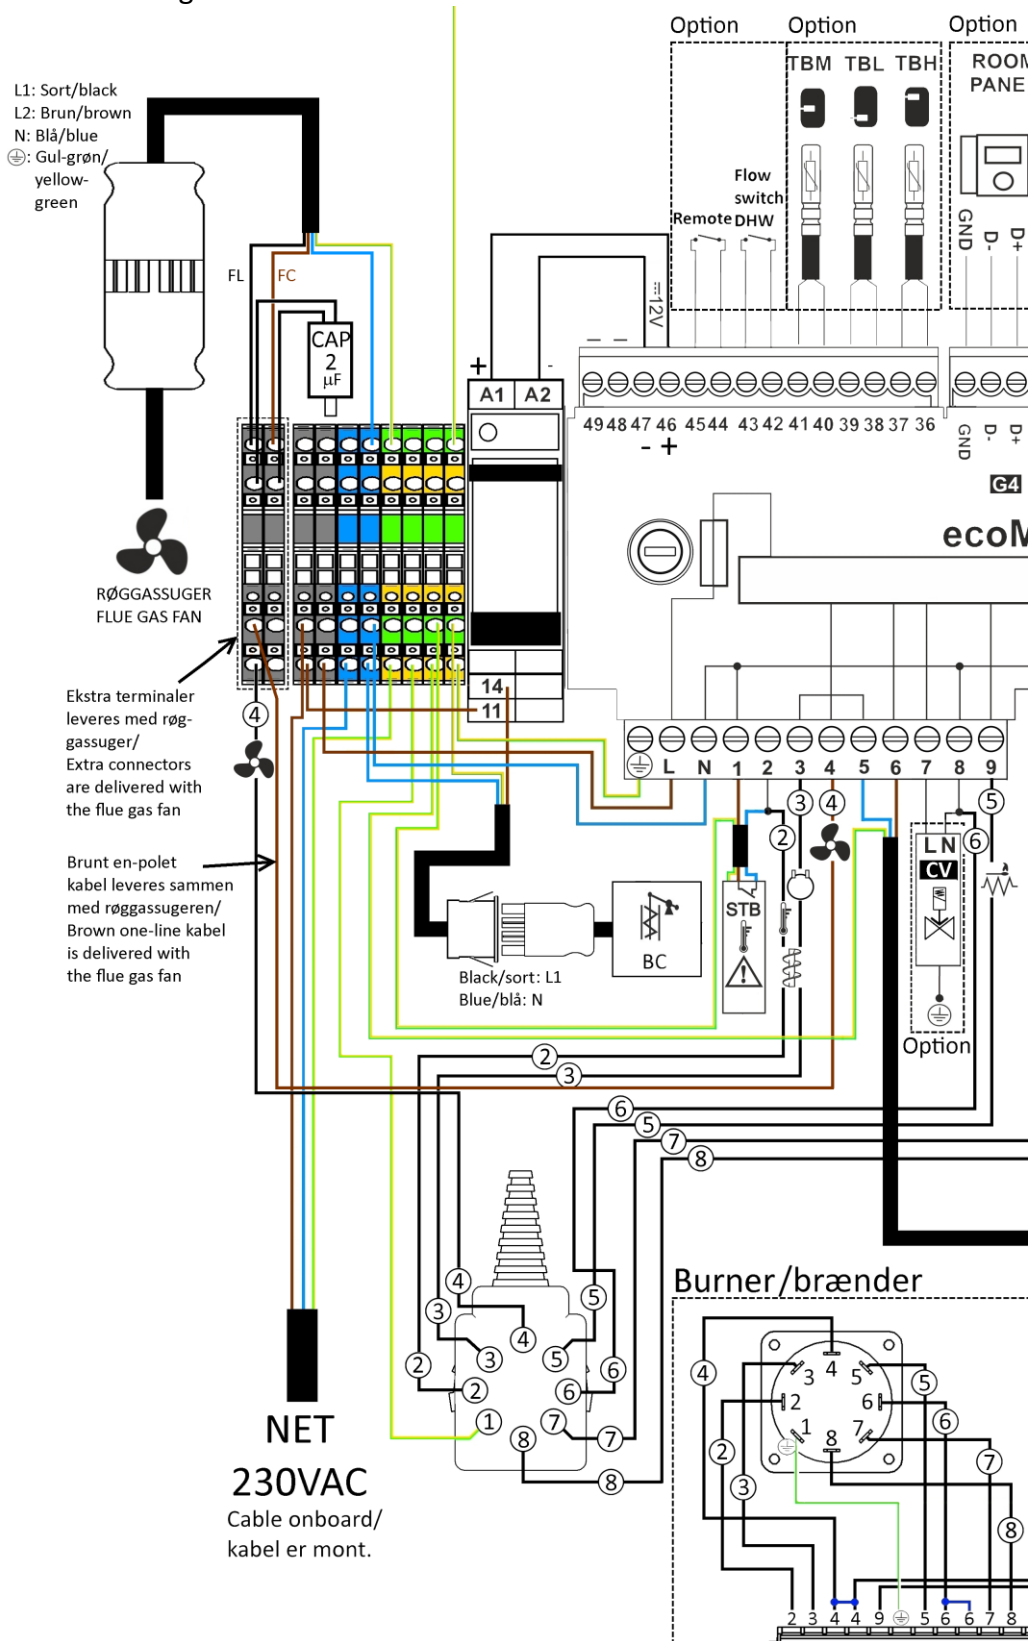 L1: Sort/black
L2: Brun/brown
N: Blå/blue
: Gul-grøn/
yellow-
green
FL
FC
CAP
2
µF
RØGGASSUGER
FLUE GAS FAN
Ekstra terminaler
leveres med røg-
gassuger/
Extra connectors
are delivered with
the flue gas fan
Brunt en-polet
kabel leveres sammen
med røggassugeren/
Brown one-line kabel
is delivered with
the flue gas fan
4
Option
Option
Option
TBM TBL TBH
ROOM
PANE
Flow
switch
Remote DHW
GND D- D+
12V
+ -
A1 A2
49 48 47 46 45 44 43 42 41 40 39 38 37 36
- +
GND D- D+
G4
ecoM
14
11
L N 1 2 3 4 5 6 7 8 9
2 3 4 6 5
L N
CV
Option
STB
BC
Black/sort: L1
Blue/blå: N
2
3
6
5
7
8
4
3
5
2
6
4
3 5
2 6
1 7
8
7
8
NET
230VAC
Cable onboard/
kabel er mont.
Burner/brænder
4
3 4 5
2 6
1 8 7
5
6
2
3
7
8
2 3 4 4 9 5 6 6 7 8